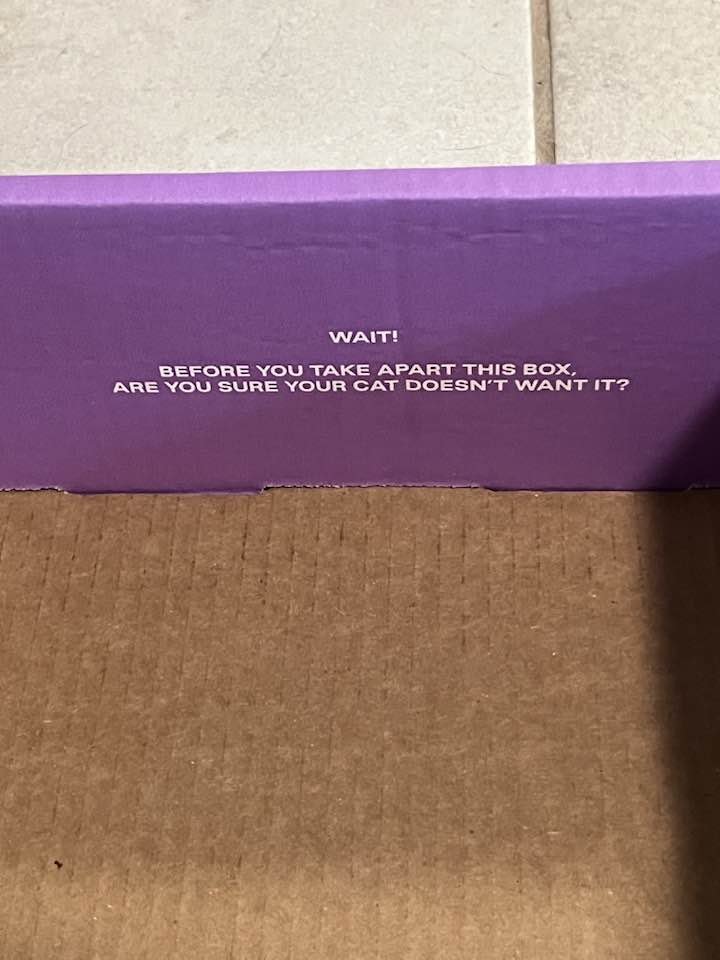 WAIT!
BEFORE YOU TAKE APART THIS BOX,
ARE YOU SURE YOUR CAT DOESN'T WANT IT?